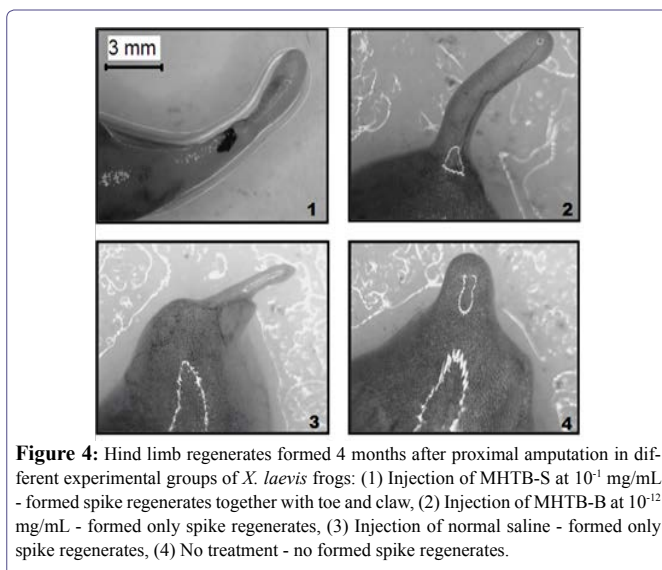 3 mm
1
2
3
4
Figure 4: Hind limb regenerates formed 4 months after proximal amputation in dif-
ferent experimental groups of X. laevis frogs: (1) Injection of MHTB-S at 10⁻¹ mg/mL
- formed spike regenerates together with toe and claw, (2) Injection of MHTB-B at 10⁻¹²
mg/mL - formed only spike regenerates, (3) Injection of normal saline - formed only
spike regenerates, (4) No treatment - no formed spike regenerates.